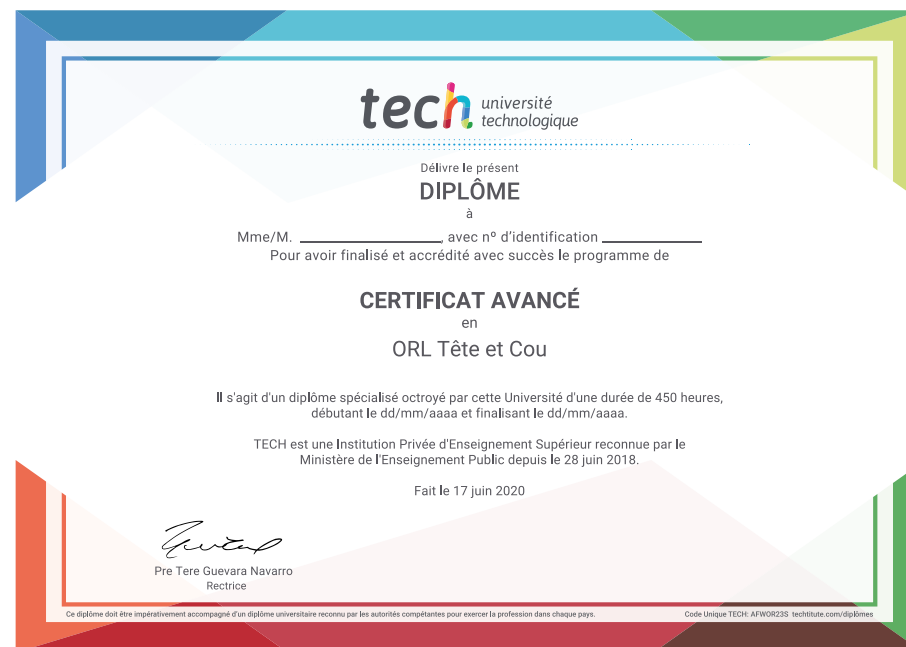 tech université
technologique
Délivre le présent
DIPLÔME
à
Mme/M. ____________, avec nº d'identification ____________
Pour avoir finalisé et accrédité avec succès le programme de
CERTIFICAT AVANCÉ
en
ORL Tête et Cou
Il s'agit d'un diplôme spécialisé octroyé par cette Université d'une durée de 450 heures,
débutant le dd/mm/aaaa et finalisant le dd/mm/aaaa.
TECH est une Institution Privée d'Enseignement Supérieur reconnue par le
Ministère de l'Enseignement Public depuis le 28 juin 2018.
Fait le 17 juin 2020
Pre Tere Guevara Navarro
Rectrice
Ce diplôme doit être impérativement accompagné d'un diplôme universitaire reconnu par les autorités compétentes pour exercer la profession dans chaque pays. Code Unique TECH: AFWOR23S techtitute.com/diplômes